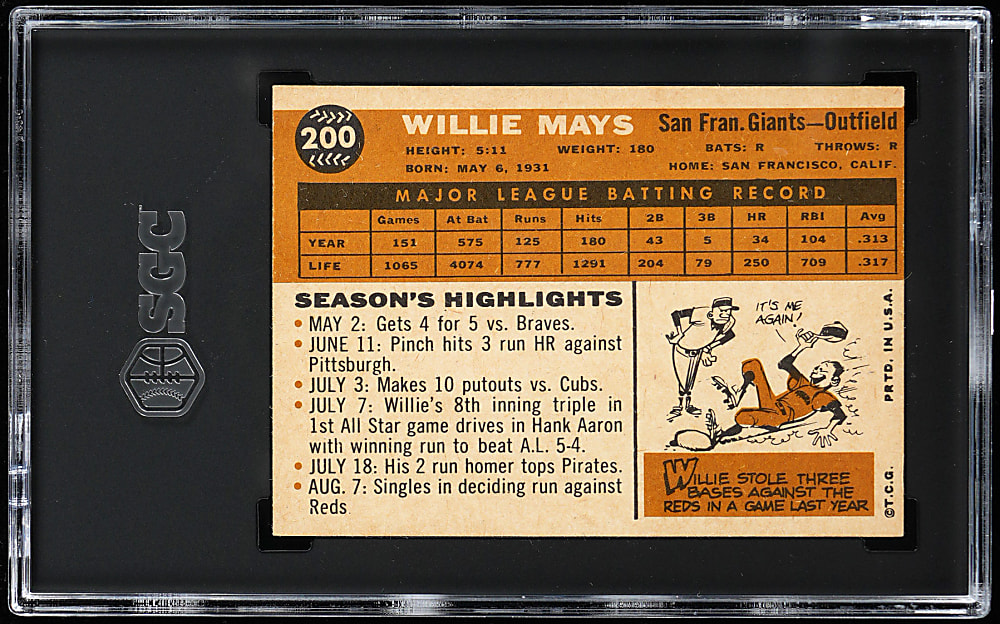 SGC
200
WILLIE MAYS San Fran. Giants—Outfield
HEIGHT: 5:11 WEIGHT: 180 BATS: R THROWS: R
BORN: MAY 6, 1931 HOME: SAN FRANCISCO, CALIF.
MAJOR LEAGUE BATTING RECORD
Games At Bat Runs Hits 2B 3B HR RBI Avg
YEAR 151 575 125 180 43 5 34 104 .313
LIFE 1065 4074 777 1291 204 79 250 709 .317
SEASON'S HIGHLIGHTS
• MAY 2: Gets 4 for 5 vs. Braves.
• JUNE 11: Pinch hits 3 run HR against
Pittsburgh.
• JULY 3: Makes 10 putouts vs. Cubs.
• JULY 7: Willie's 8th inning triple in
1st All Star game drives in Hank Aaron
with winning run to beat A.L. 5-4.
• JULY 18: His 2 run homer tops Pirates.
• AUG. 7: Singles in deciding run against
Reds
IT'S ME
AGAIN!
WILLIE STOLE THREE
BASES AGAINST THE
REDS IN A GAME LAST YEAR
©T.C.G. PRTD. IN U.S.A.